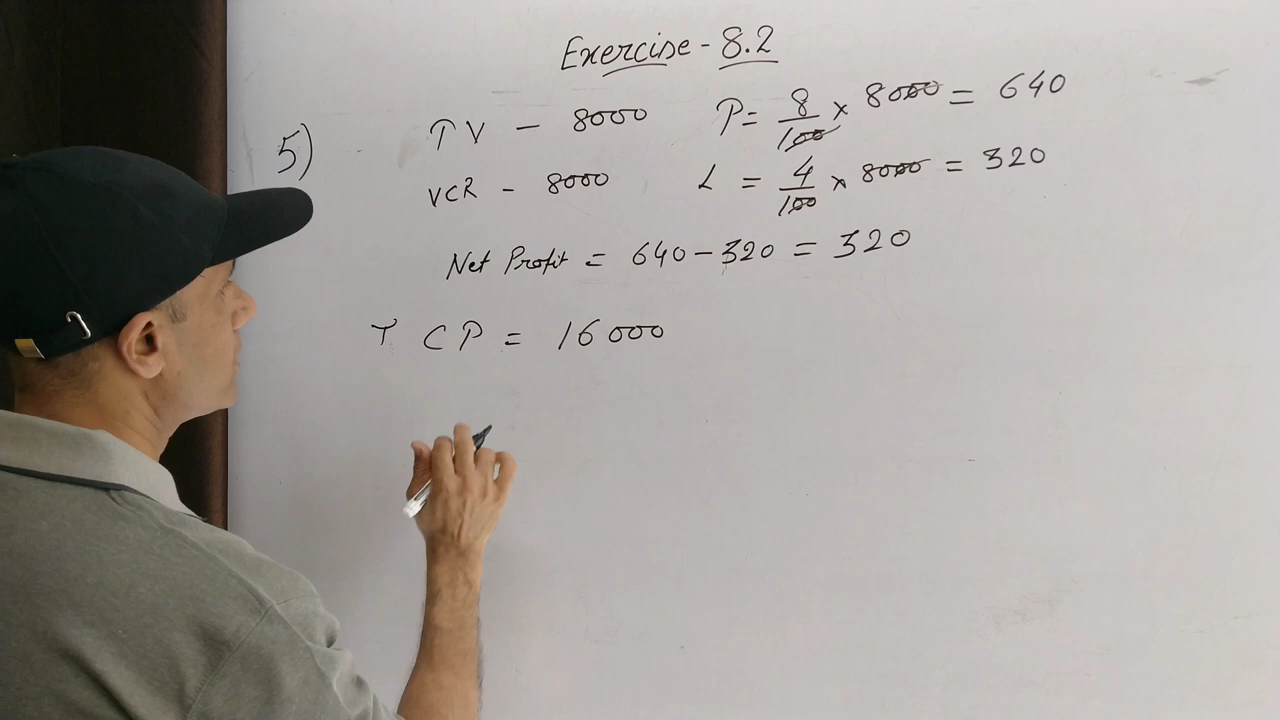 Exercise - 8.2
5) TV - 8000 P = 8/100 × 8000 = 640
VCR - 8000 L = 4/100 × 8000 = 320
Net Profit = 640 - 320 = 320
T CP = 16000